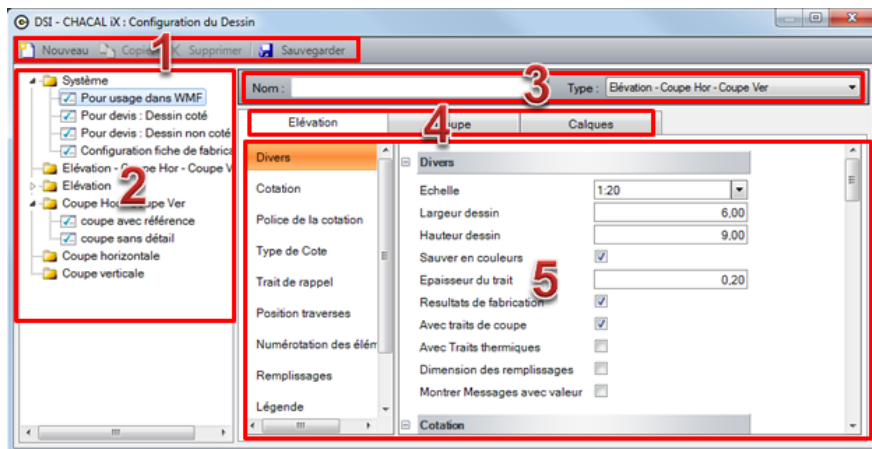 DSI - CHACAL iX : Configuration du Dessin
Nouveau Copier Supprimer Sauvegarder
1
Système
Pour usage dans WMF
Pour devis : Dessin coté
Pour devis : Dessin non coté
Configuration fiche de fabrica
Elévation - Coupe Hor - Coupe V
Elévation
Coupe Hor - Coupe Ver
coupe avec référence
coupe sans détail
Coupe horizontale
Coupe verticale
2
Nom :
3
Type : Elévation - Coupe Hor - Coupe Ver
Elévation
Coupe
Calques
4
Divers
Cotation
Police de la cotation
Type de Cote
Trait de rappel
Position traverses
Numérotation des élém
Remplissages
Légende
Divers
Echelle 1:20
Largeur dessin 6,00
Hauteur dessin 9,00
Sauver en couleurs
Epaisseur du trait 0,20
5
Resultats de fabrication
Avec traits de coupe
Avec Traits thermiques
Dimension des remplissages
Montrer Messages avec valeur
Cotation